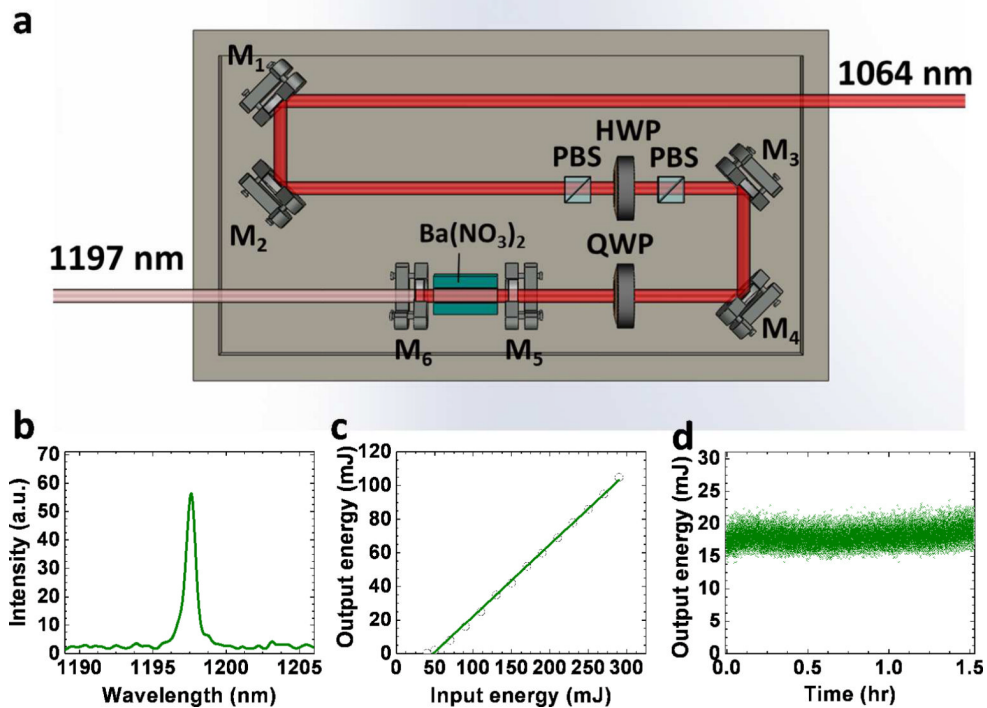 a
M₁
1064 nm
HWP
PBS
PBS
M₃
M₂
Ba(NO₃)₂
QWP
1197 nm
M₆
M₅
M₄
b
Intensity (a.u.)
70
60
50
40
30
20
10
0
1190
1195
1200
1205
Wavelength (nm)
c
Output energy (mJ)
120
100
80
60
40
20
0
0
50
100
150
200
250
300
Input energy (mJ)
d
Output energy (mJ)
30
25
20
15
10
5
0
0.0
0.5
1.0
1.5
Time (hr)